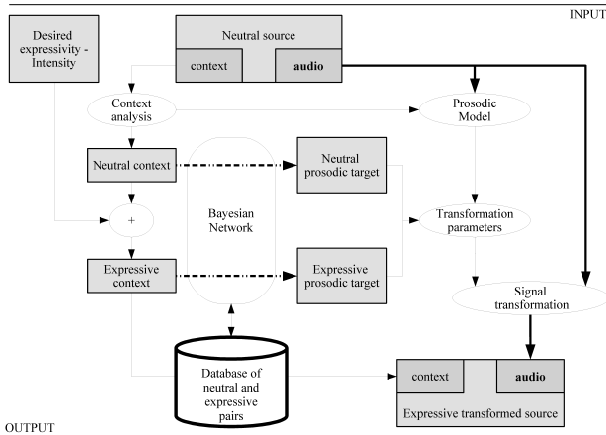 INPUT
Desired
expressivity -
Intensity
Neutral source
context
audio
Context
analysis
Prosodic
Model
Neutral context
Neutral
prosodic target
Bayesian
Network
+
Transformation
parameters
Expressive
context
Expressive
prosodic target
Signal
transformation
Database of
neutral and
expressive
pairs
context
audio
Expressive transformed source
OUTPUT